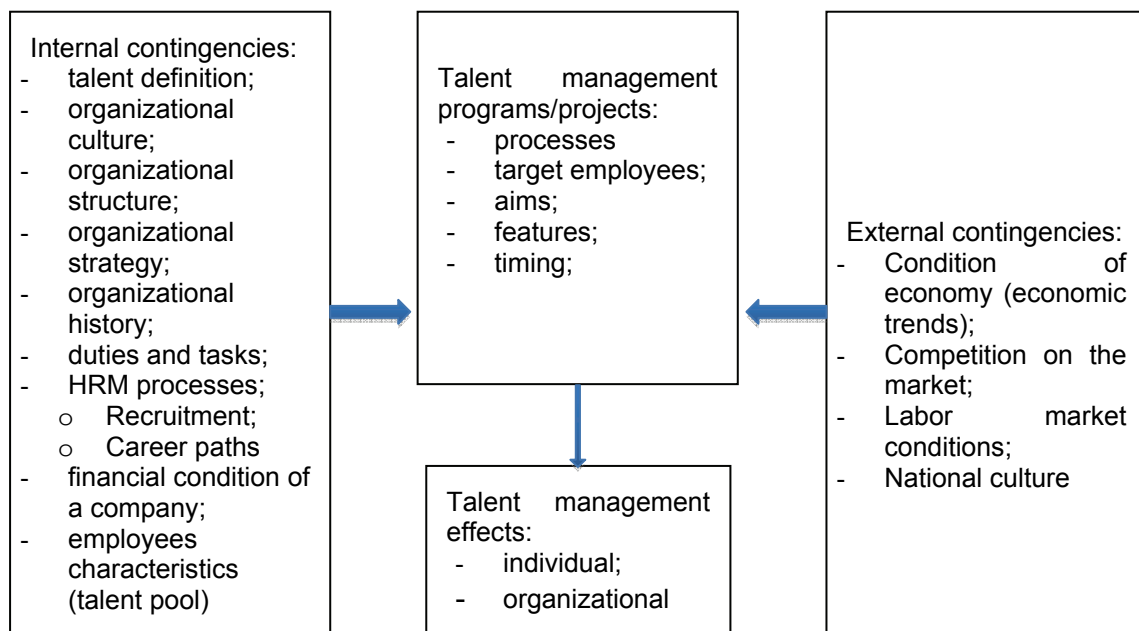 Internal contingencies:
- talent definition;
- organizational
culture;
- organizational
structure;
- organizational
strategy;
- organizational
history;
- duties and tasks;
- HRM processes;
o Recruitment;
o Career paths
- financial condition of
a company;
- employees
characteristics
(talent pool)
Talent management
programs/projects:
- processes
- target employees;
- aims;
- features;
- timing;
Talent management
effects:
- individual;
- organizational
External contingencies:
- Condition of
economy (economic
trends);
- Competition on the
market;
- Labor market
conditions;
- National culture